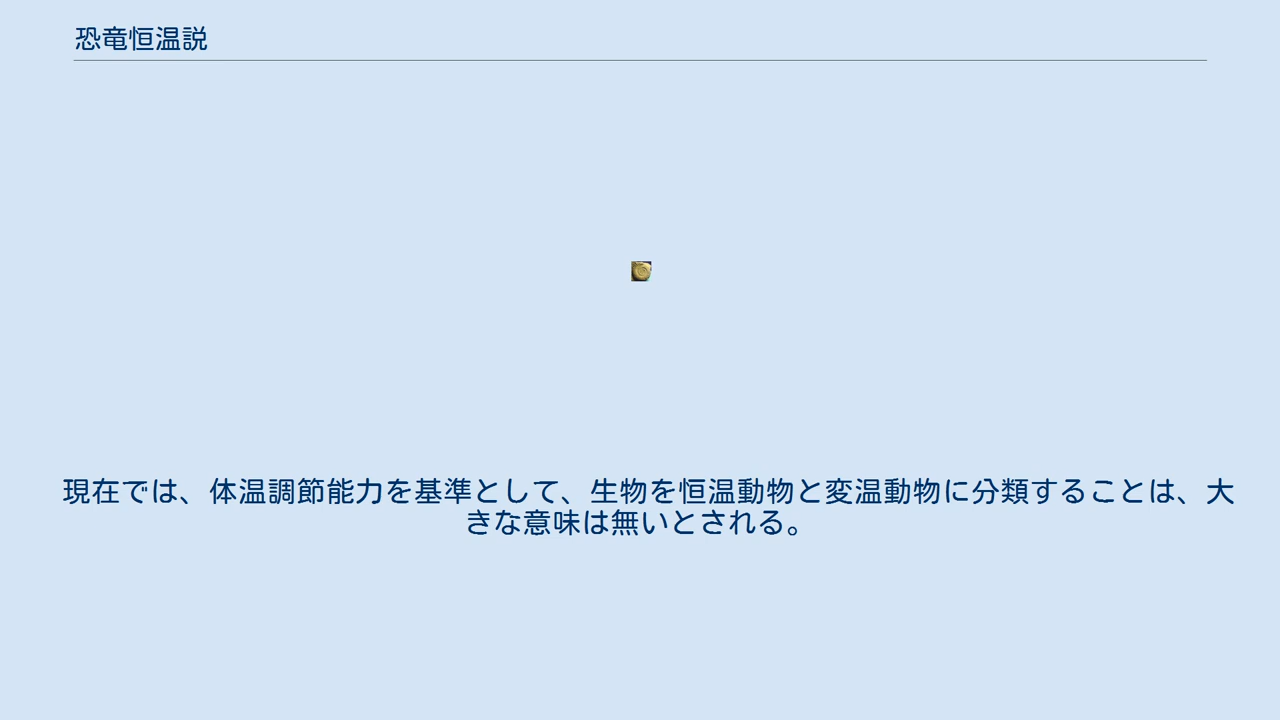 恐竜恒温説
現在では、体温調節能力を基準として、生物を恒温動物と変温動物に分類することは、大
きな意味は無いとされる。